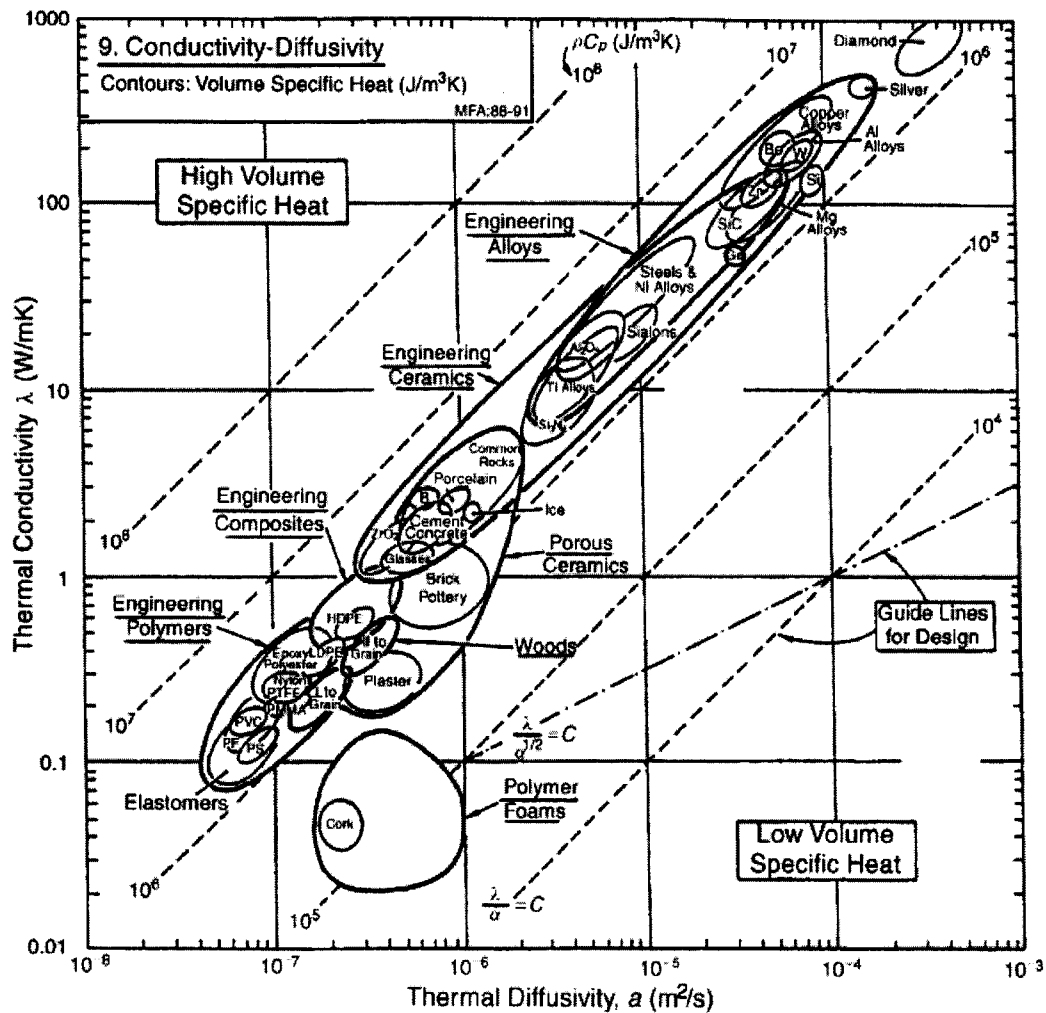 9. Conductivity-Diffusivity
Contours: Volume Specific Heat (J/m³K)
MFA:88-91
ρCₚ (J/m³K)
10⁸
10⁷
10⁶
Diamond
Silver
Copper
Alloys
Al
Alloys
Be
W
Si
Zn
SiC
Mg
Alloys
Ge
High Volume
Specific Heat
Engineering
Alloys
10⁵
Steels &
Ni Alloys
Sialons
Al₂O₃
Ti Alloys
Si₃N₄
Engineering
Ceramics
10⁴
Common
Rocks
Porcelain
B
Ice
ZrO₂
Cement
Concrete
Glasses
Engineering
Composites
10⁸
Porous
Ceramics
Brick
Pottery
Engineering
Polymers
HDPE
Guide Lines
for Design
Woods
to
Grain
Epoxy
LDPE
Polyester
Nylon
PTFE
Plaster
to
Grain
PMMA
PVC
PF
PS
10⁷
λ/α^1/2 = C
Elastomers
Polymer
Foams
Cork
Low Volume
Specific Heat
10⁶
10⁵
λ/α = C
1000
100
10
1
0.1
0.01
Thermal Conductivity λ (W/mK)
10⁻⁸
10⁻⁷
10⁻⁶
10⁻⁵
10⁻⁴
10⁻³
Thermal Diffusivity, a (m²/s)